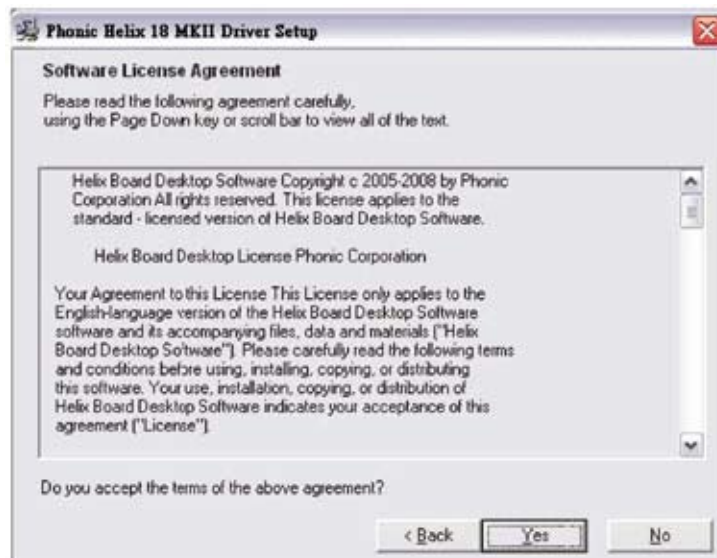 Phonic Helix 18 MKII Driver Setup
Software License Agreement
Please read the following agreement carefully,
using the Page Down key or scroll bar to view all of the text.
Helix Board Desktop Software Copyright c 2005-2008 by Phonic
Corporation All rights reserved. This license applies to the
standard - licensed version of Helix Board Desktop Software.
Helix Board Desktop License Phonic Corporation
Your Agreement to this License This License only applies to the
English-language version of the Helix Board Desktop Software
software and its accompanying files, data and materials ("Helix
Board Desktop Software"). Please carefully read the following terms
and conditions before using, installing, copying, or distributing
this software. Your use, installation, copying, or distribution of
Helix Board Desktop Software indicates your acceptance of this
agreement ("License").
Do you accept the terms of the above agreement?
< Back
Yes
No